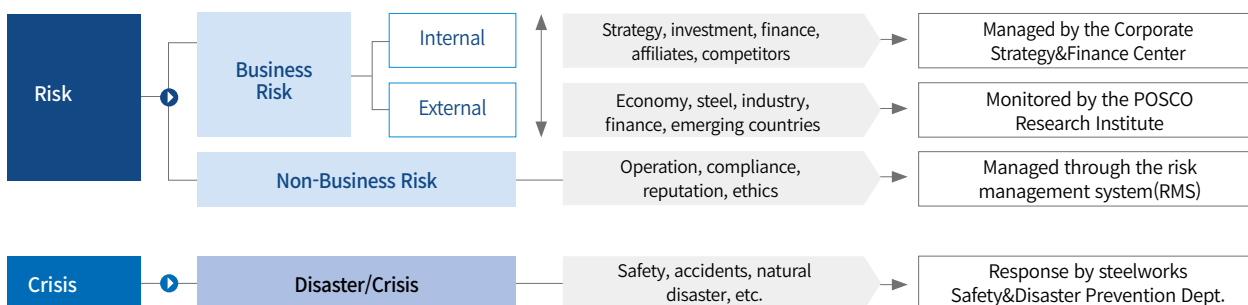 Risk
Business
Risk
Internal
External
Strategy, investment, finance,
affiliates, competitors
Managed by the Corporate
Strategy&Finance Center
Economy, steel, industry,
finance, emerging countries
Monitored by the POSCO
Research Institute
Non-Business Risk
Operation, compliance,
reputation, ethics
Managed through the risk
management system(RMS)
Crisis
Disaster/Crisis
Safety, accidents, natural
disaster, etc.
Response by steelworks
Safety&Disaster Prevention Dept.